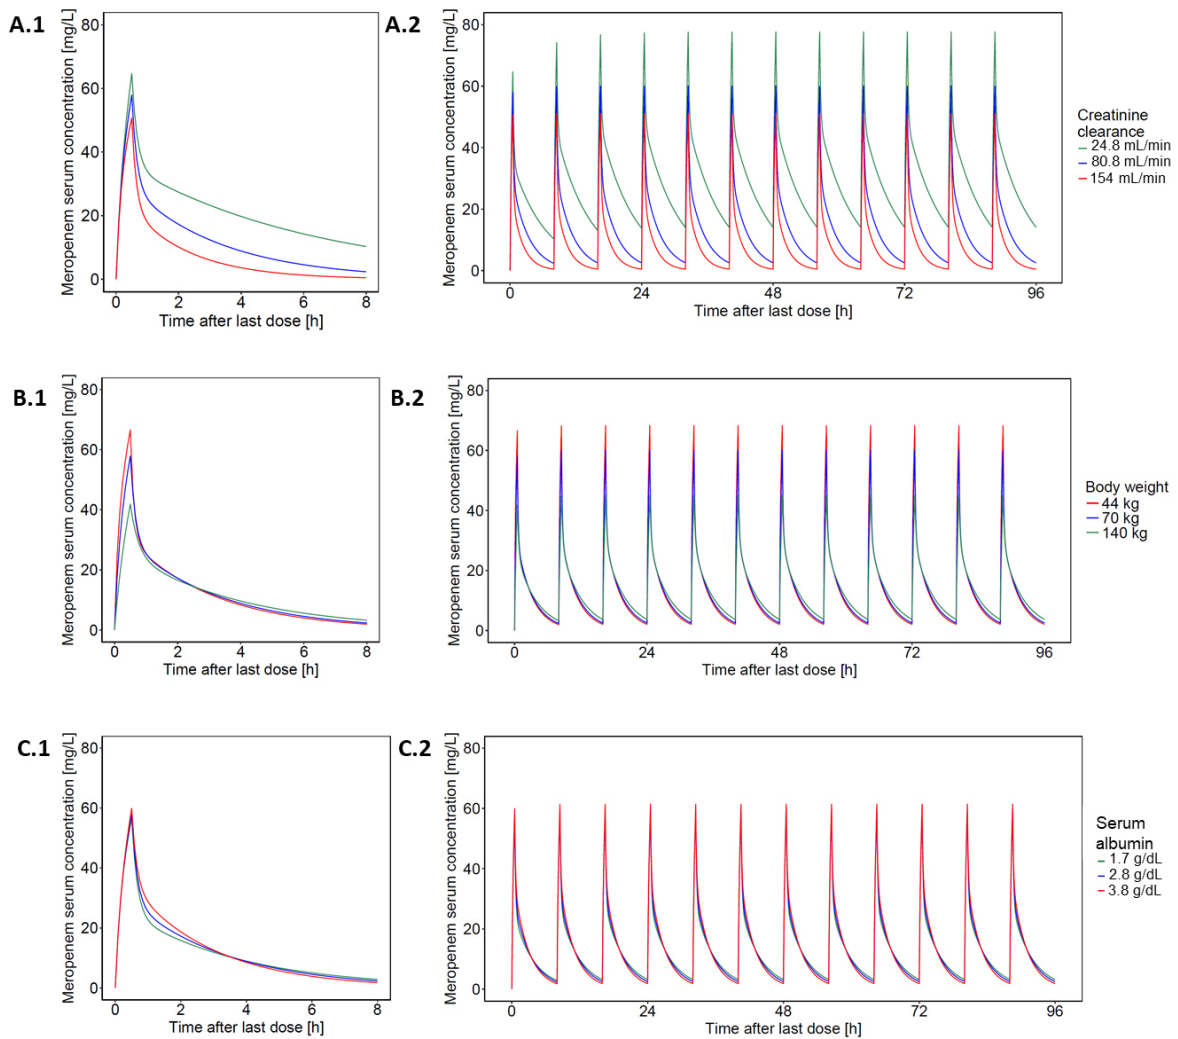 A.1
Meropenem serum concentration [mg/L]
80
60
40
20
0
0 2 4 6 8
Time after last dose [h]
A.2
Meropenem serum concentration [mg/L]
80
60
40
20
0
0 24 48 72 96
Time after last dose [h]
Creatinine
clearance
24.8 mL/min
80.8 mL/min
154 mL/min
B.1
Meropenem serum concentration [mg/L]
80
60
40
20
0
0 2 4 6 8
Time after last dose [h]
B.2
Meropenem serum concentration [mg/L]
80
60
40
20
0
0 24 48 72 96
Time after last dose [h]
Body weight
44 kg
70 kg
140 kg
C.1
Meropenem serum concentration [mg/L]
80
60
40
20
0
0 2 4 6 8
Time after last dose [h]
C.2
Meropenem serum concentration [mg/L]
80
60
40
20
0
0 24 48 72 96
Time after last dose [h]
Serum
albumin
1.7 g/dL
2.8 g/dL
3.8 g/dL